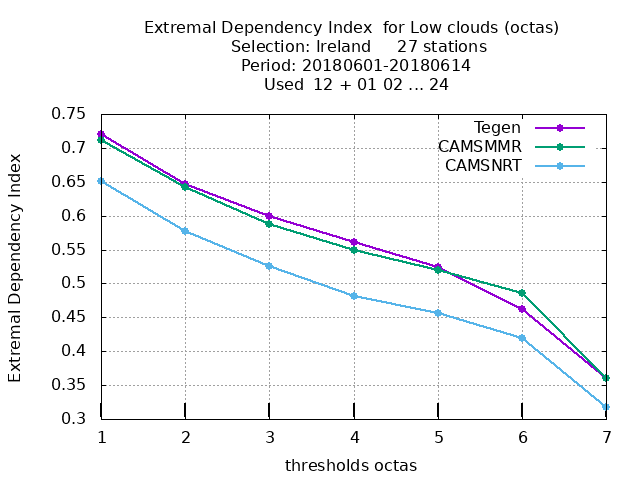 Extremal Dependency Index  for Low clouds (octas)
Selection: Ireland     27 stations
Period: 20180601-20180614
Used  12 + 01 02 ... 24
Extremal Dependency Index
0.75
0.7
0.65
0.6
0.55
0.5
0.45
0.4
0.35
0.3
Tegen
CAMSMMR
CAMSNRT
1 2 3 4 5 6 7
thresholds octas